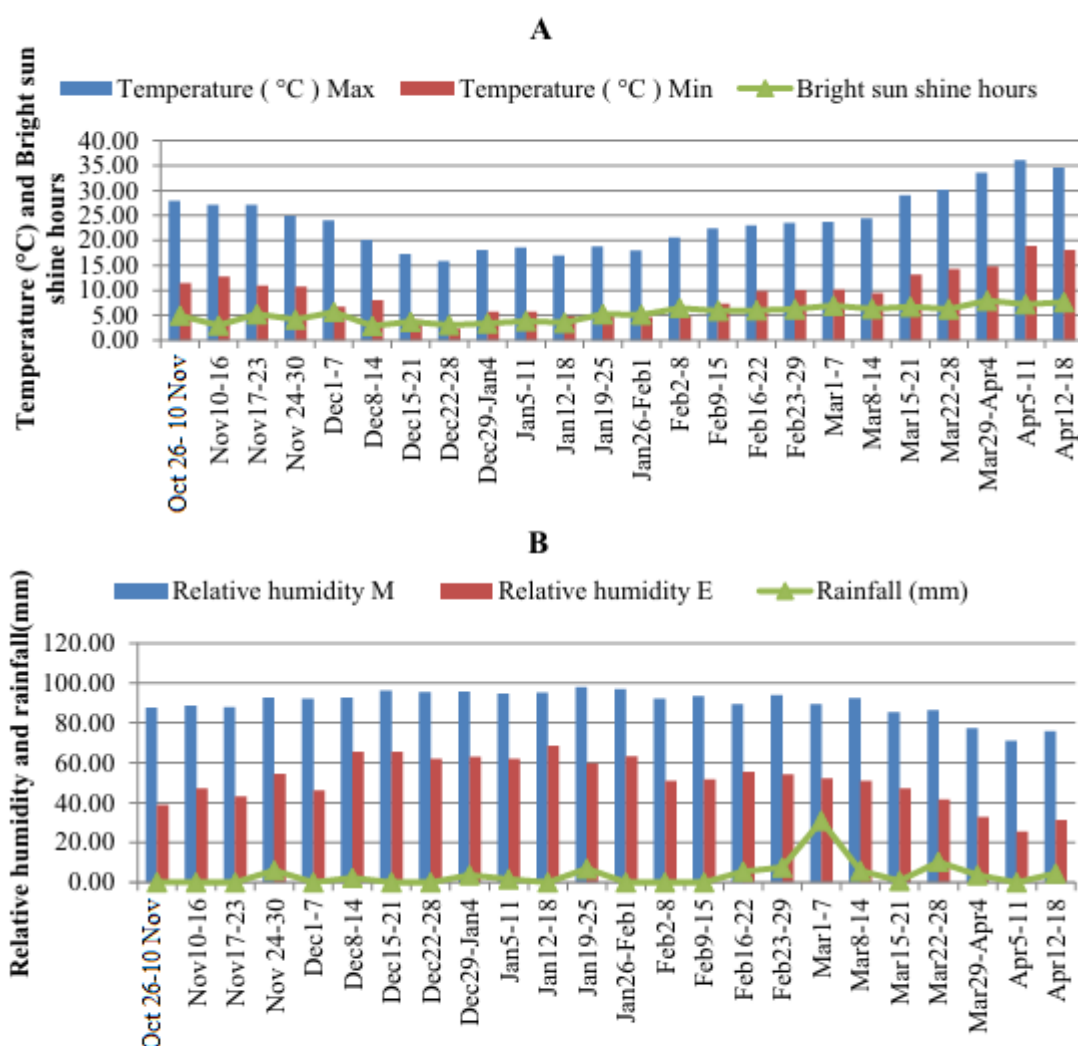 A
Temperature ( °C ) Max
Temperature ( °C ) Min
Bright sun shine hours
Temperature (°C) and Bright sun
shine hours
40.00
35.00
30.00
25.00
20.00
15.00
10.00
5.00
0.00
Oct 26- 10 Nov
Nov10-16
Nov17-23
Nov 24-30
Dec1-7
Dec8-14
Dec15-21
Dec22-28
Dec29-Jan4
Jan5-11
Jan12-18
Jan19-25
Jan26-Feb1
Feb2-8
Feb9-15
Feb16-22
Feb23-29
Mar1-7
Mar8-14
Mar15-21
Mar22-28
Mar29-Apr4
Apr5-11
Apr12-18
B
Relative humidity M
Relative humidity E
Rainfall (mm)
Relative humidity and rainfall(mm)
120.00
100.00
80.00
60.00
40.00
20.00
0.00
Oct 26-10 Nov
Nov10-16
Nov17-23
Nov 24-30
Dec1-7
Dec8-14
Dec15-21
Dec22-28
Dec29-Jan4
Jan5-11
Jan12-18
Jan19-25
Jan26-Feb1
Feb2-8
Feb9-15
Feb16-22
Feb23-29
Mar1-7
Mar8-14
Mar15-21
Mar22-28
Mar29-Apr4
Apr5-11
Apr12-18